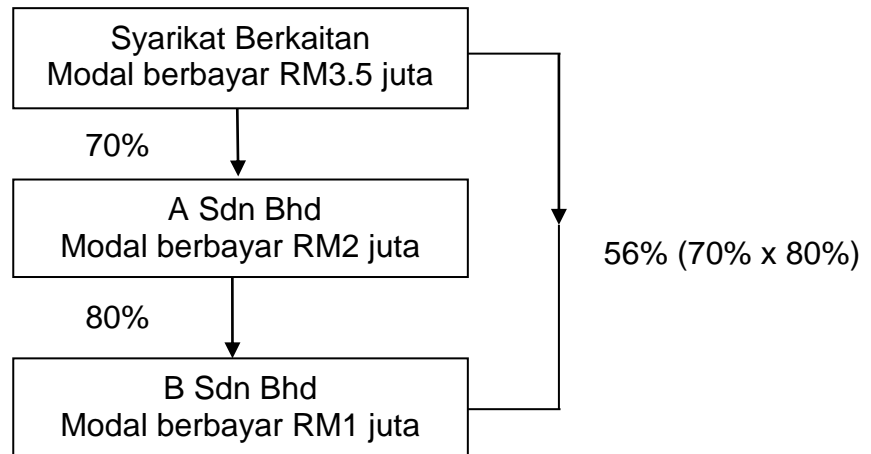 Syarikat Berkaitan
Modal berbayar RM3.5 juta
70%
A Sdn Bhd
Modal berbayar RM2 juta
56% (70% x 80%)
80%
B Sdn Bhd
Modal berbayar RM1 juta